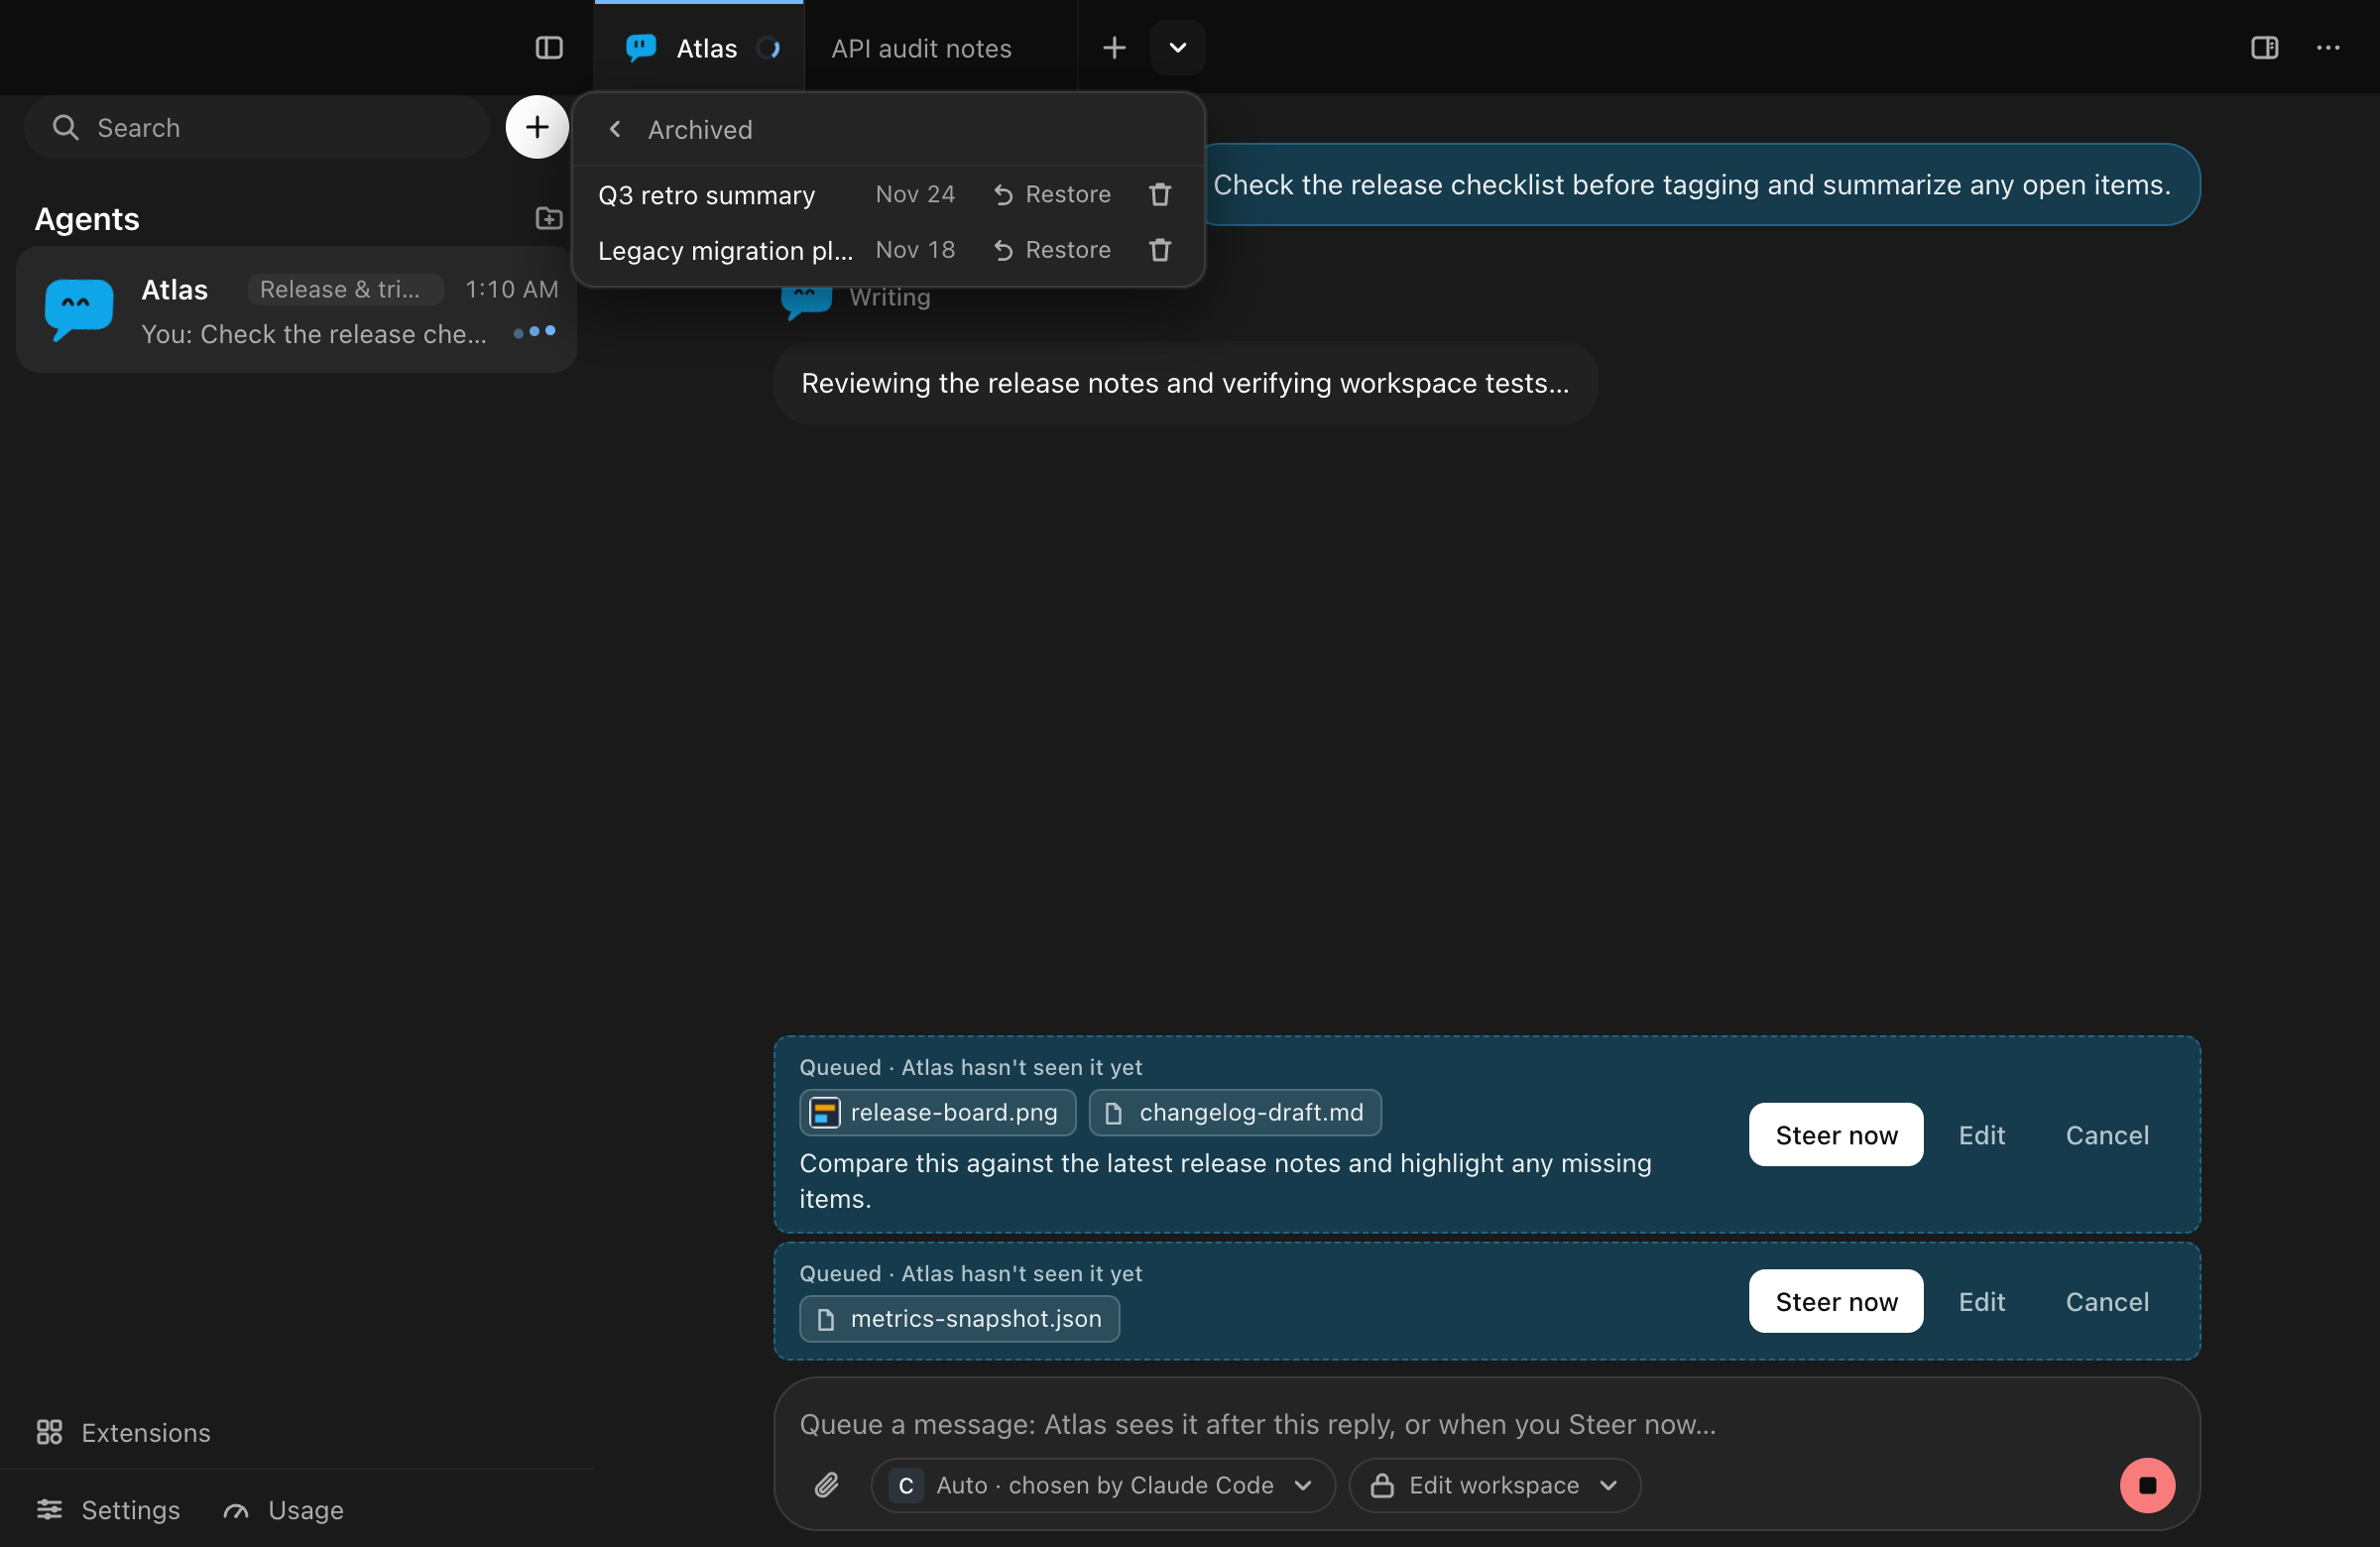 Atlas
API audit notes
Search
Archived
Q3 retro summary Nov 24 Restore
Legacy migration pl... Nov 18 Restore
Agents
Atlas Release & tri... 1:10 AM
You: Check the release che...
Check the release checklist before tagging and summarize any open items.
Writing
Reviewing the release notes and verifying workspace tests...
Queued · Atlas hasn't seen it yet
release-board.png changelog-draft.md
Compare this against the latest release notes and highlight any missing
items.
Steer now Edit Cancel
Queued · Atlas hasn't seen it yet
metrics-snapshot.json
Steer now Edit Cancel
Queue a message: Atlas sees it after this reply, or when you Steer now...
C Auto · chosen by Claude Code Edit workspace
Extensions
Settings Usage